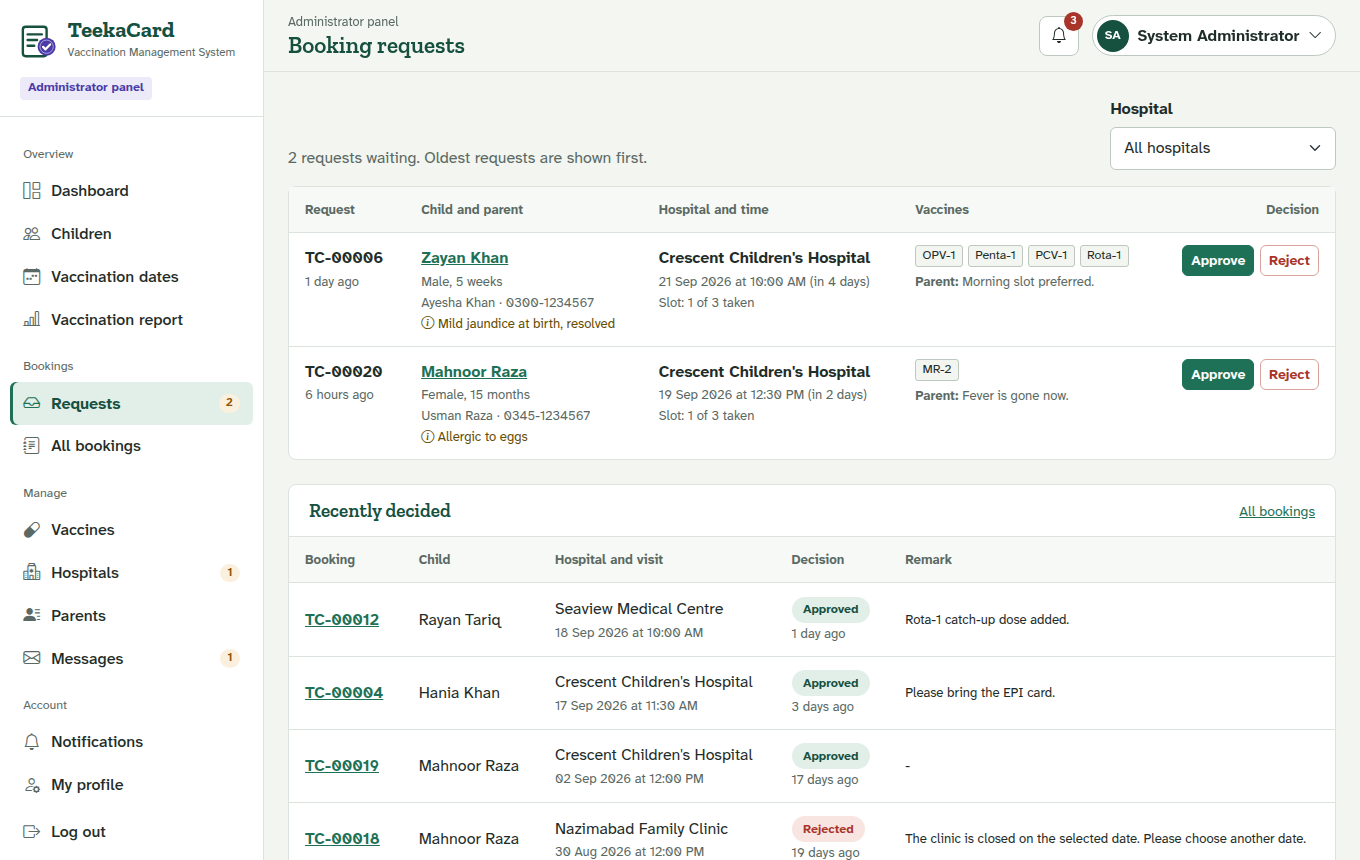 TeekaCard
Vaccination Management System
Administrator panel
Overview
Dashboard
Children
Vaccination dates
Vaccination report
Bookings
Requests 2
All bookings
Manage
Vaccines
Hospitals 1
Parents
Messages 1
Account
Notifications
My profile
Log out
Administrator panel
Booking requests
3
SA System Administrator
Hospital
All hospitals
2 requests waiting. Oldest requests are shown first.
Request Child and parent Hospital and time Vaccines Decision
TC-00006 Zayan Khan Crescent Children's Hospital OPV-1 Penta-1 PCV-1 Rota-1 Approve Reject
1 day ago Male, 5 weeks 21 Sep 2026 at 10:00 AM (in 4 days) Parent: Morning slot preferred.
Ayesha Khan · 0300-1234567 Slot: 1 of 3 taken
Mild jaundice at birth, resolved
TC-00020 Mahnoor Raza Crescent Children's Hospital MR-2 Approve Reject
6 hours ago Female, 15 months 19 Sep 2026 at 12:30 PM (in 2 days) Parent: Fever is gone now.
Usman Raza · 0345-1234567 Slot: 1 of 3 taken
Allergic to eggs
Recently decided All bookings
Booking Child Hospital and visit Decision Remark
TC-00012 Rayan Tariq Seaview Medical Centre Approved Rota-1 catch-up dose added.
18 Sep 2026 at 10:00 AM 1 day ago
TC-00004 Hania Khan Crescent Children's Hospital Approved Please bring the EPI card.
17 Sep 2026 at 11:30 AM 3 days ago
TC-00019 Mahnoor Raza Crescent Children's Hospital Approved -
02 Sep 2026 at 12:00 PM 17 days ago
TC-00018 Mahnoor Raza Nazimabad Family Clinic Rejected The clinic is closed on the selected date. Please choose another date.
30 Aug 2026 at 12:00 PM 19 days ago